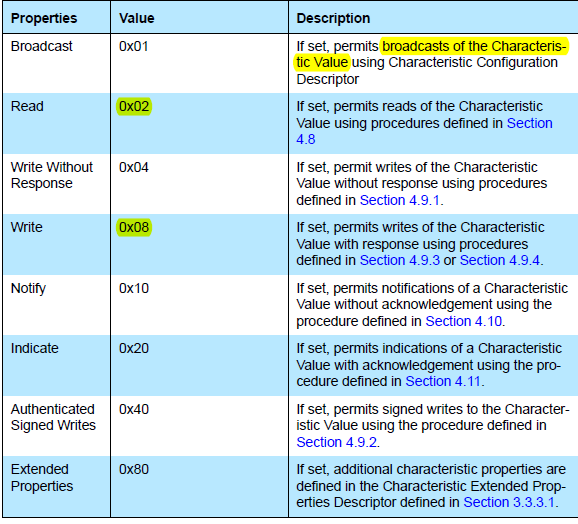 Properties Value Description
Broadcast 0x01 If set, permits broadcasts of the Characteris-
tic Value using Characteristic Configuration
Descriptor
Read 0x02 If set, permits reads of the Characteristic
Value using procedures defined in Section
4.8
Write Without 0x04 If set, permit writes of the Characteristic
Response Value without response using procedures
defined in Section 4.9.1.
Write 0x08 If set, permits writes of the Characteristic
Value with response using procedures
defined in Section 4.9.3 or Section 4.9.4.
Notify 0x10 If set, permits notifications of a Characteristic
Value without acknowledgement using the
procedure defined in Section 4.10.
Indicate 0x20 If set, permits indications of a Characteristic
Value with acknowledgement using the pro-
cedure defined in Section 4.11.
Authenticated 0x40 If set, permits signed writes to the Character-
Signed Writes istic Value using the procedure defined in
Section 4.9.2.
Extended 0x80 If set, additional characteristic properties are
Properties defined in the Characteristic Extended Prop-
erties Descriptor defined in Section 3.3.3.1.